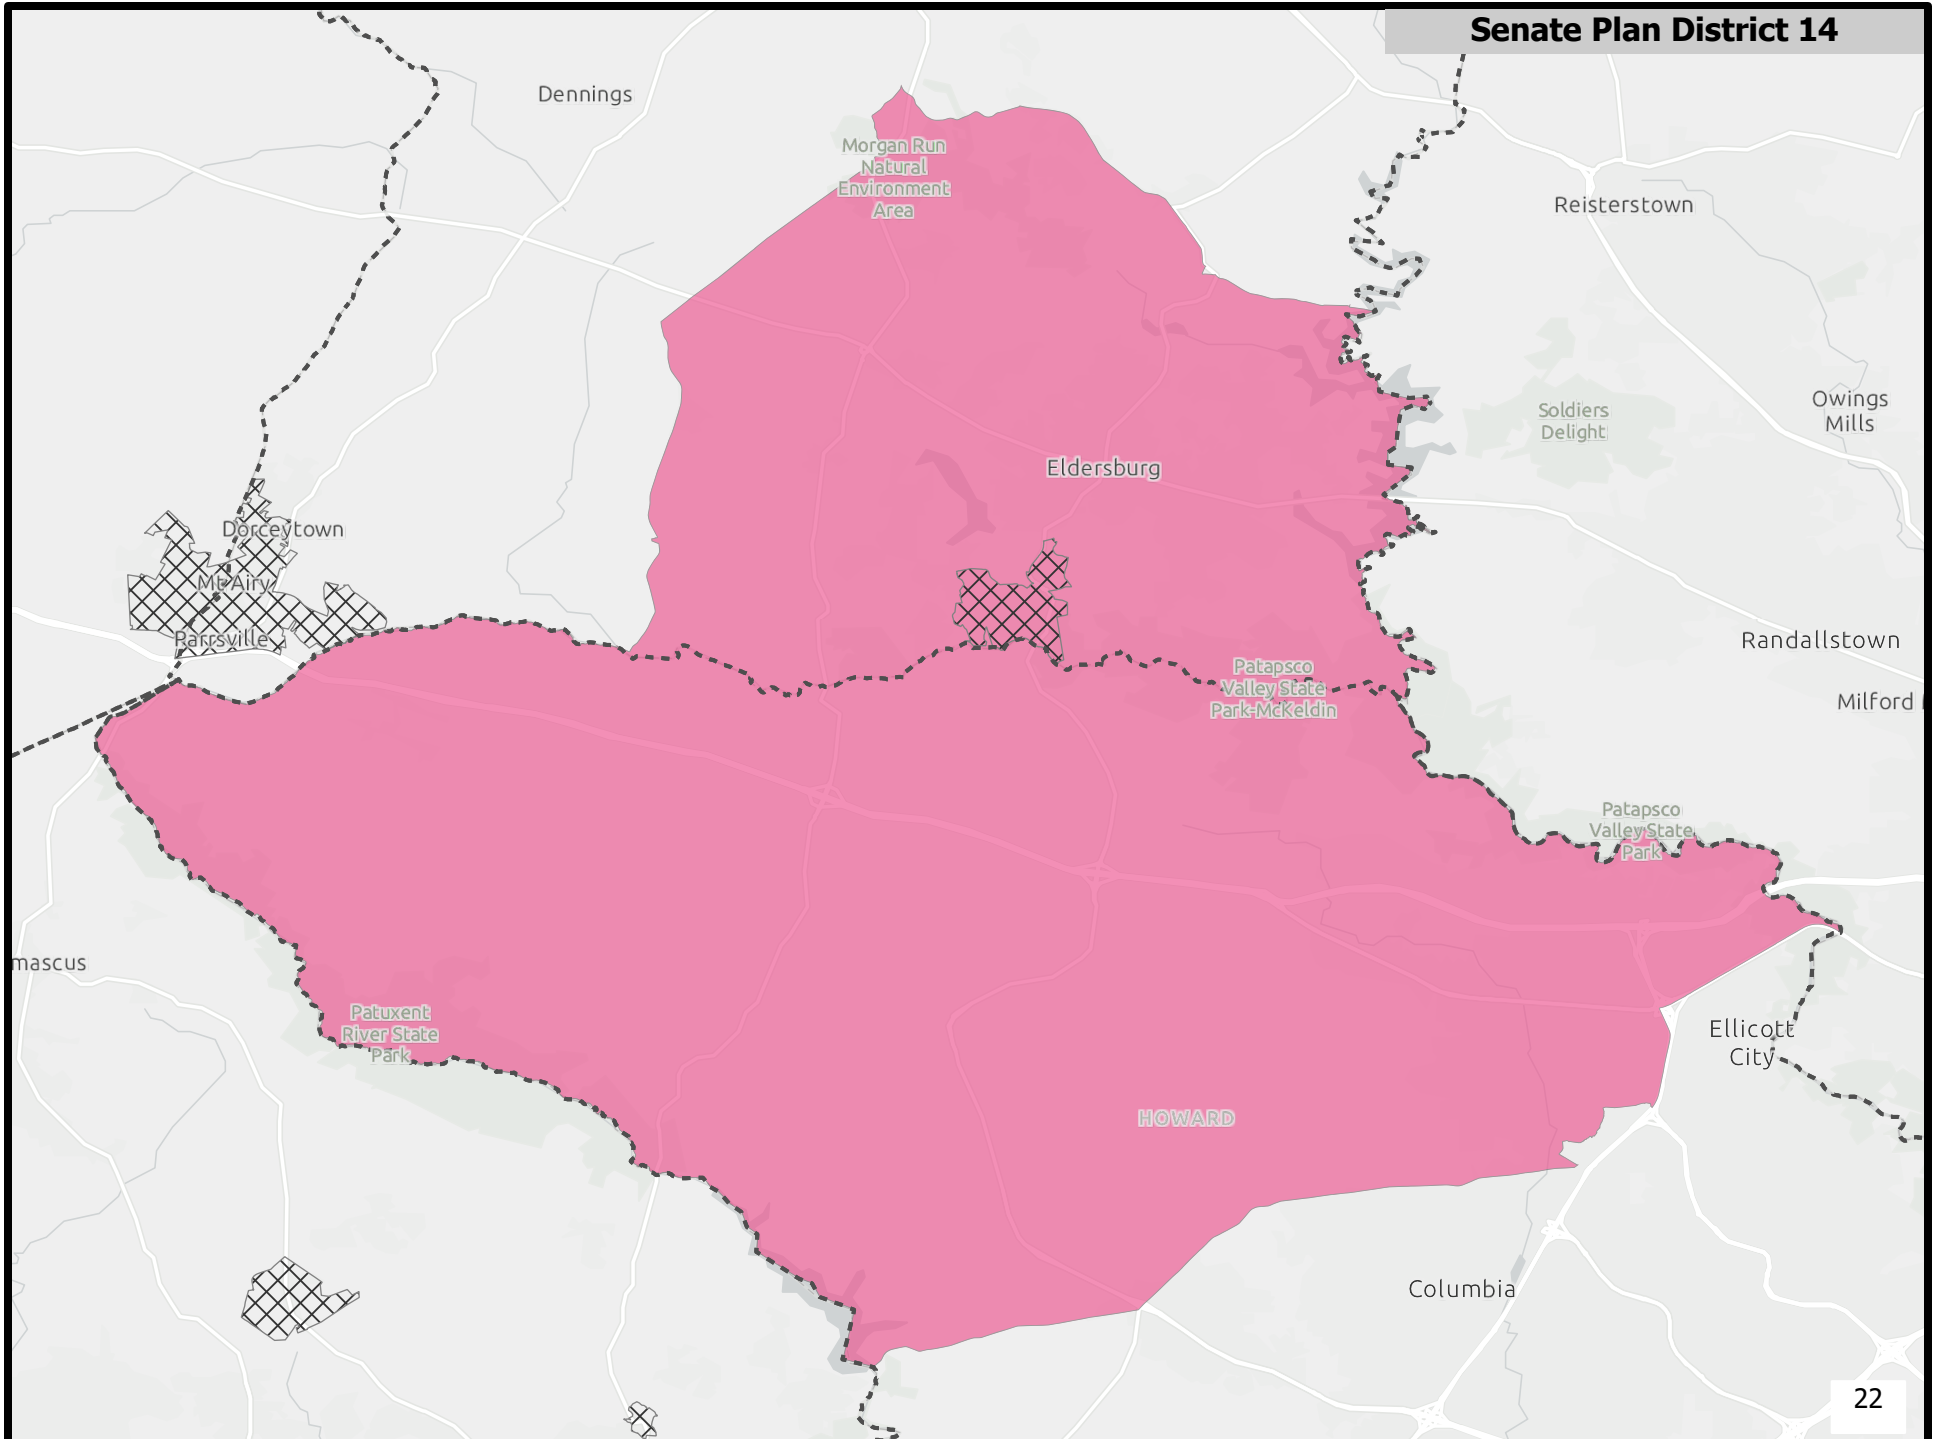 Senate Plan District 14
Dennings
Morgan Run
Natural
Environment
Area
Reisterstown
Owings
Mills
Soldiers
Delight
Eldersburg
Dorceytown
Mt Airy
Parrsville
Randallstown
Patapsco
Valley State
Park-McKeldin
Milford
Patapsco
Valley State
Park
mascus
Patuxent
River State
Park
Ellicott
City
HOWARD
Columbia
22